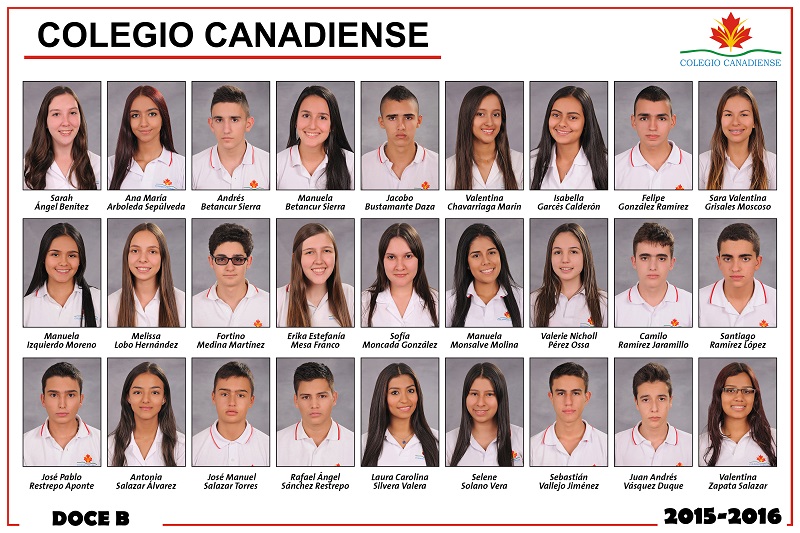 COLEGIO CANADIENSE
COLEGIO CANADIENSE
Sarah
Ángel Benítez
Ana María
Arboleda Sepúlveda
Andrés
Betancur Sierra
Manuela
Betancur Sierra
Jacobo
Bustamante Daza
Valentina
Chavarriaga Marín
Isabella
Garcés Calderón
Felipe
González Ramírez
Sara Valentina
Grisales Moscoso
Manuela
Izquierdo Moreno
Melissa
Lobo Hernández
Fortino
Medina Martínez
Erika Estefanía
Mesa Franco
Sofía
Moncada González
Manuela
Monsalve Molina
Valerie Nicholl
Pérez Ossa
Camilo
Ramírez Jaramillo
Santiago
Ramírez López
José Pablo
Restrepo Aponte
Antonia
Salazar Álvarez
José Manuel
Salazar Torres
Rafael Ángel
Sánchez Restrepo
Laura Carolina
Silvera Valera
Selene
Solano Vera
Sebastián
Vallejo Jiménez
Juan Andrés
Vásquez Duque
Valentina
Zapata Salazar
DOCE B
2015-2016